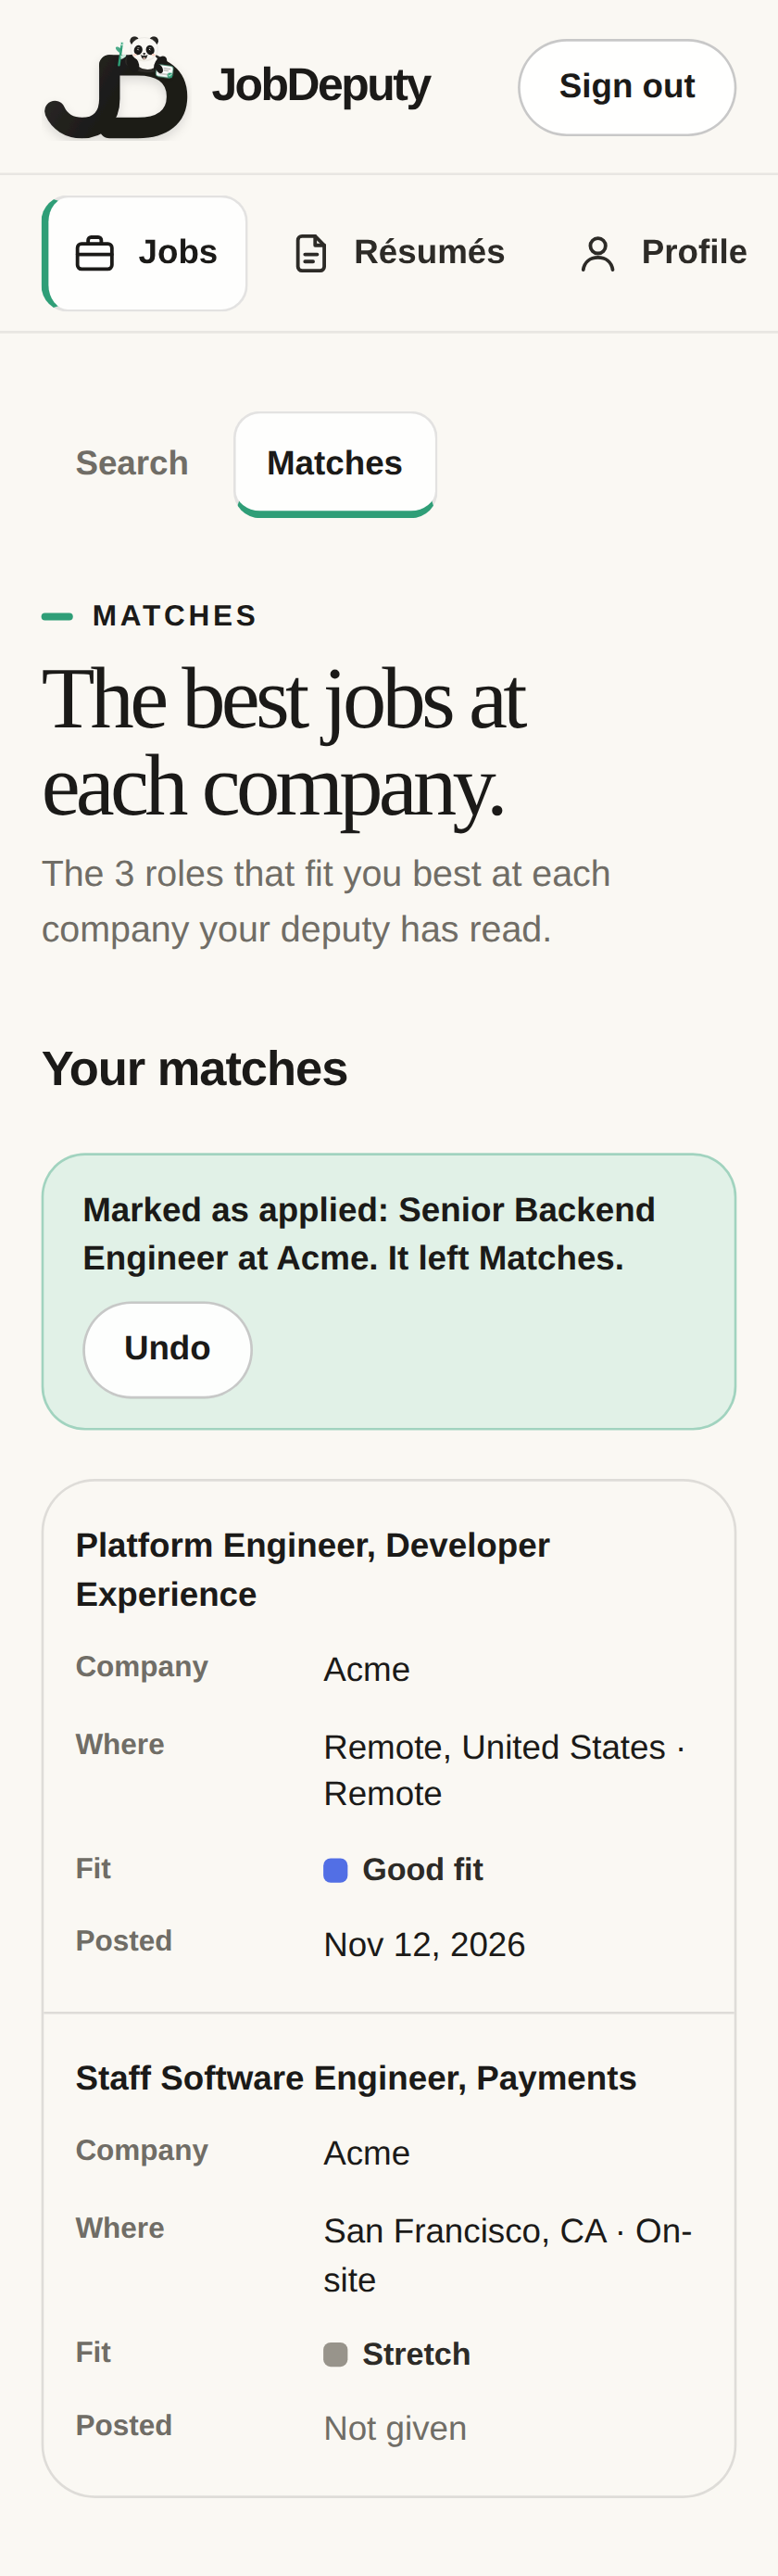 JD JobDeputy
Sign out
Jobs
Résumés
Profile
Search
Matches
MATCHES
The best jobs at
each company.
The 3 roles that fit you best at each
company your deputy has read.
Your matches
Marked as applied: Senior Backend
Engineer at Acme. It left Matches.
Undo
Platform Engineer, Developer
Experience
Company Acme
Where Remote, United States ·
Remote
Fit Good fit
Posted Nov 12, 2026
Staff Software Engineer, Payments
Company Acme
Where San Francisco, CA · On-
site
Fit Stretch
Posted Not given